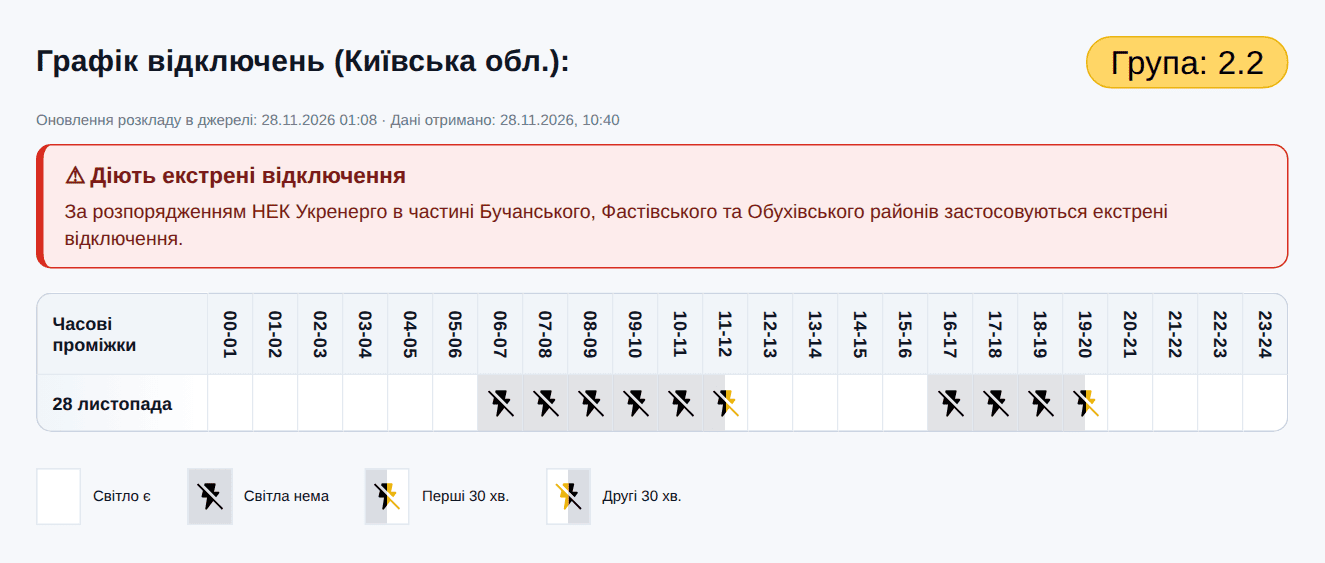 Графік відключень (Київська обл.):
Група: 2.2
Оновлення розкладу в джерелі: 28.11.2026 01:08 · Дані отримано: 28.11.2026, 10:40
⚠ Діють екстрені відключення
За розпорядженням НЕК Укренерго в частині Бучанського, Фастівського та Обухівського районів застосовуються екстрені
відключення.
Часові
проміжки
00-01 01-02 02-03 03-04 04-05 05-06 06-07 07-08 08-09 09-10 10-11 11-12 12-13 13-14 14-15 15-16 16-17 17-18 18-19 19-20 20-21 21-22 22-23 23-24
28 листопада
Світло є
Світла нема
Перші 30 хв.
Другі 30 хв.